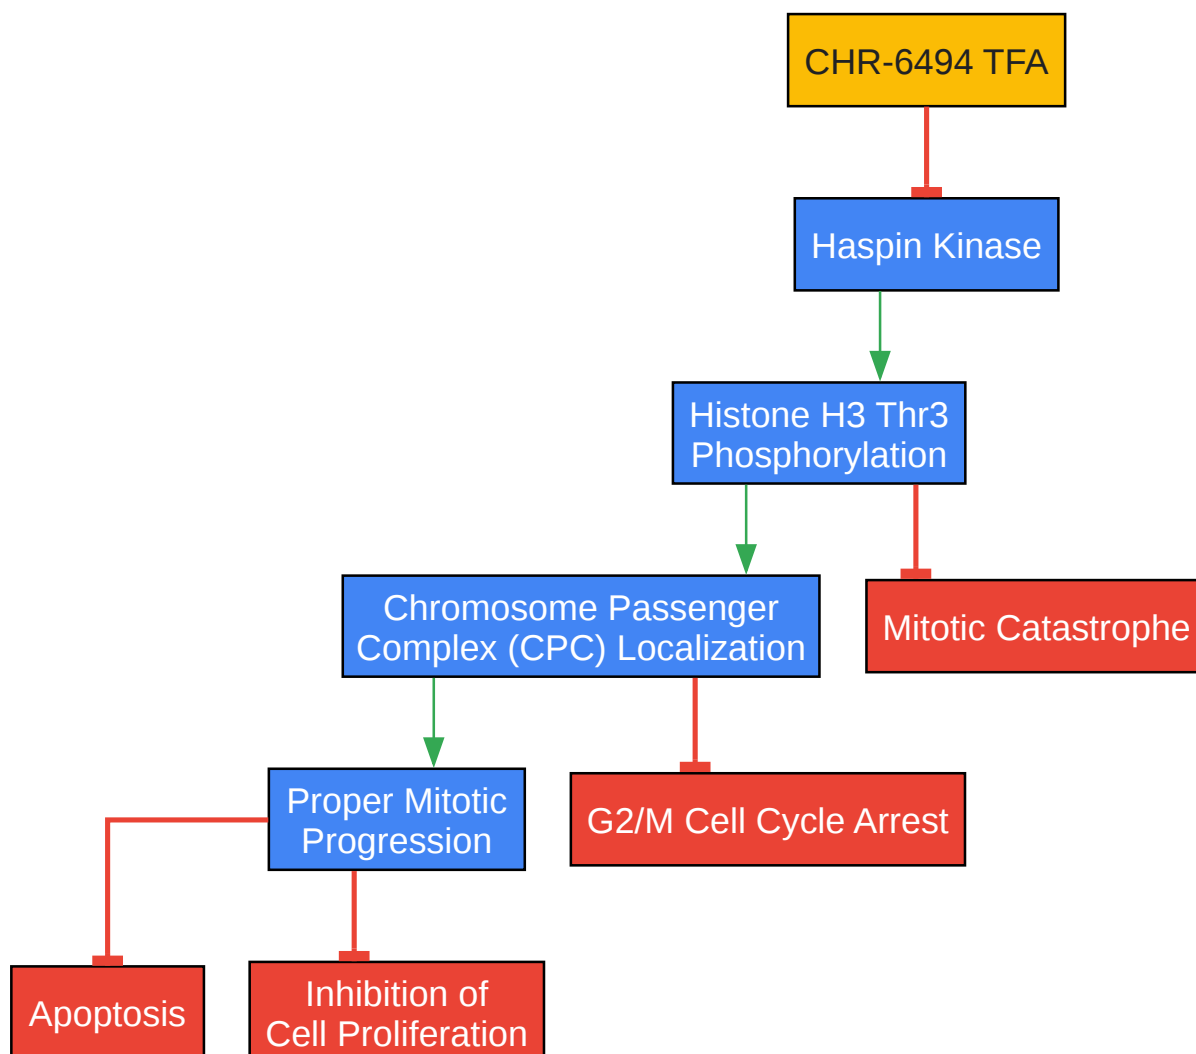 CHR-6494 TFA
Haspin Kinase
Histone H3 Thr3
Phosphorylation
Chromosome Passenger
Complex (CPC) Localization
Mitotic Catastrophe
Proper Mitotic
Progression
G2/M Cell Cycle Arrest
Apoptosis
Inhibition of
Cell Proliferation